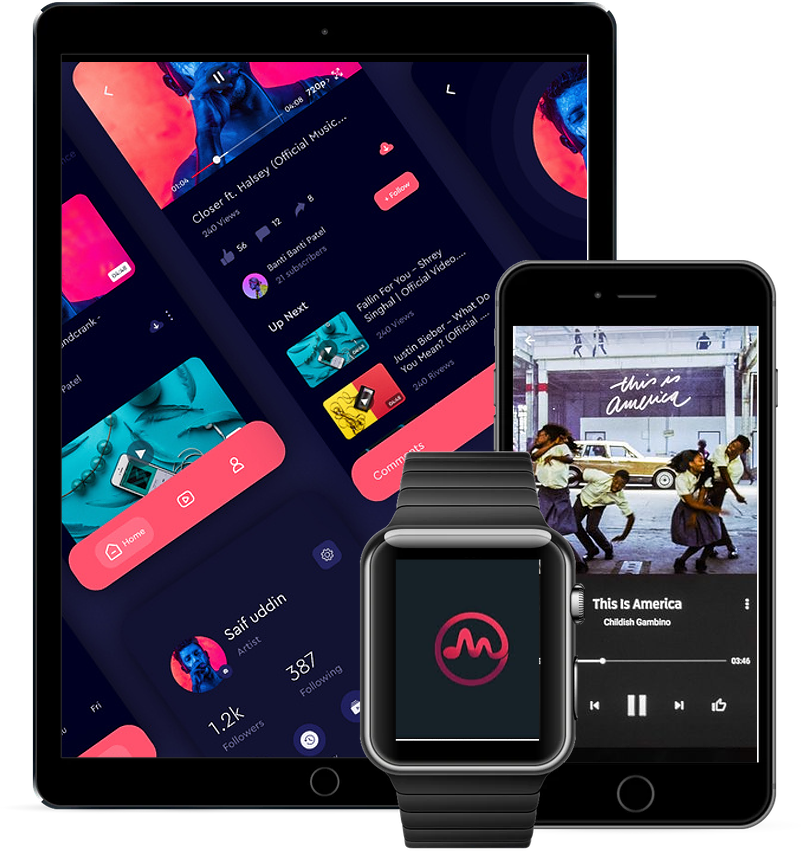 04:08
720p
01:04
Closer ft. Halsey (Official Music...
240 Views
56
12
8
+ Follow
Banti Banti Patel
21 subscribers
Up Next
Fallin For You – Shrey
Singhal | Official Video....
240 Views
04:48
Justin Bieber – What Do
You Mean? (Official ....
240 Rivews
04:48
Comments
04:48
ndcrank -
Patel
Home
Saif uddin
Artist
1.2k
Followers
387
Following
Fri
this is
america
This Is America
Childish Gambino
03:46